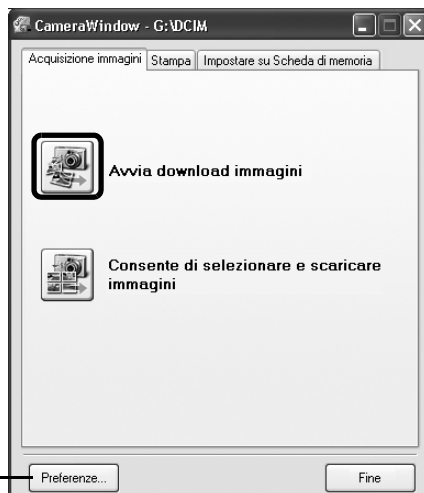 CameraWindow - G:\DCIM
Acquisizione immagini Stampa Impostare su Scheda di memoria
Avvia download immagini
Consente di selezionare e scaricare
immagini
Preferenze... Fine